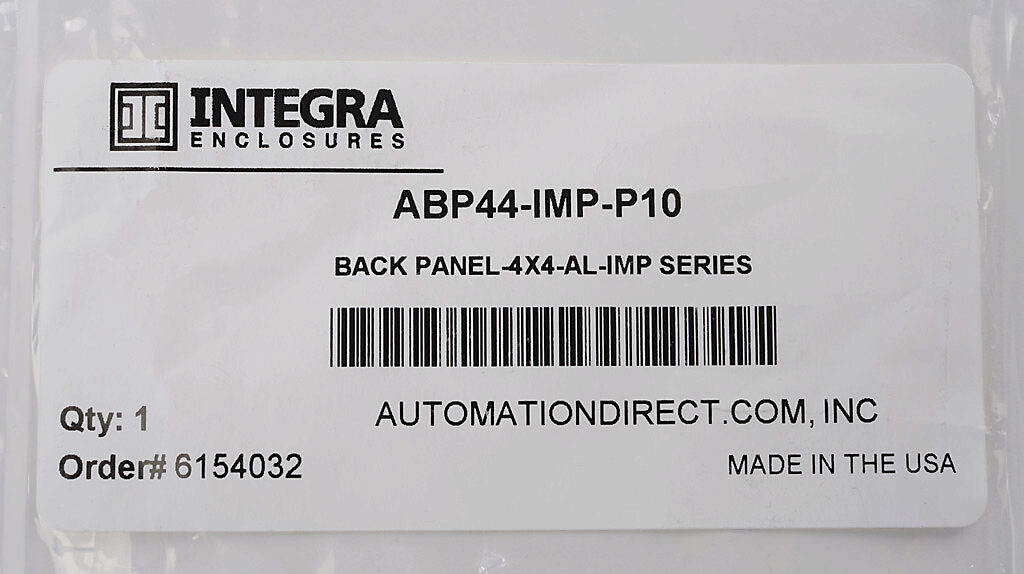 INTEGRA
ENCLOSURES
ABP44-IMP-P10
BACK PANEL-4X4-AL-IMP SERIES
Qty: 1
AUTOMATIONDIRECT.COM, INC
Order# 6154032
MADE IN THE USA